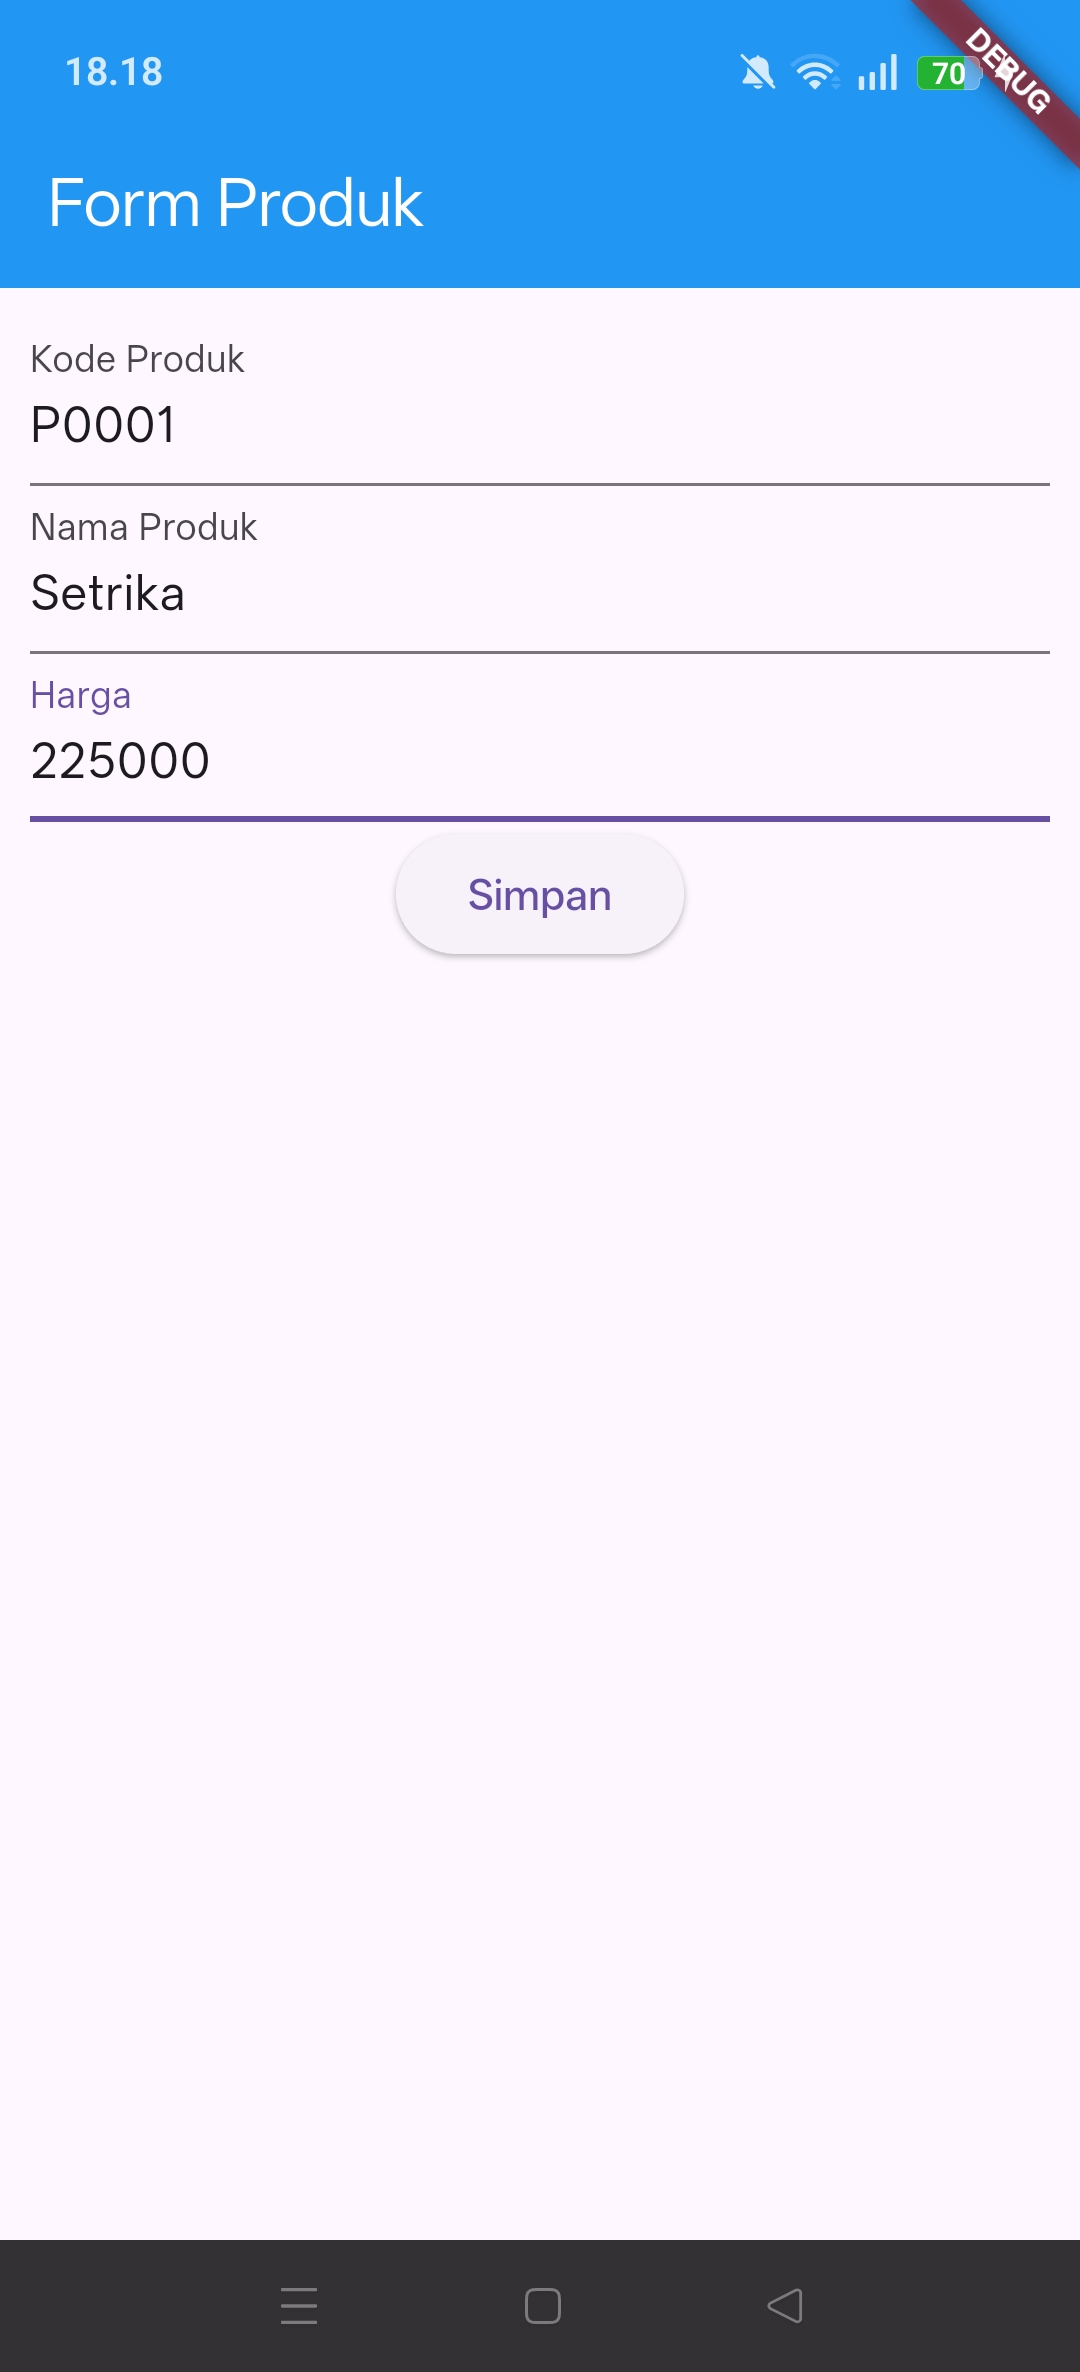 18.18
70
DEBUG
Form Produk
Kode Produk
P0001
Nama Produk
Setrika
Harga
225000
Simpan